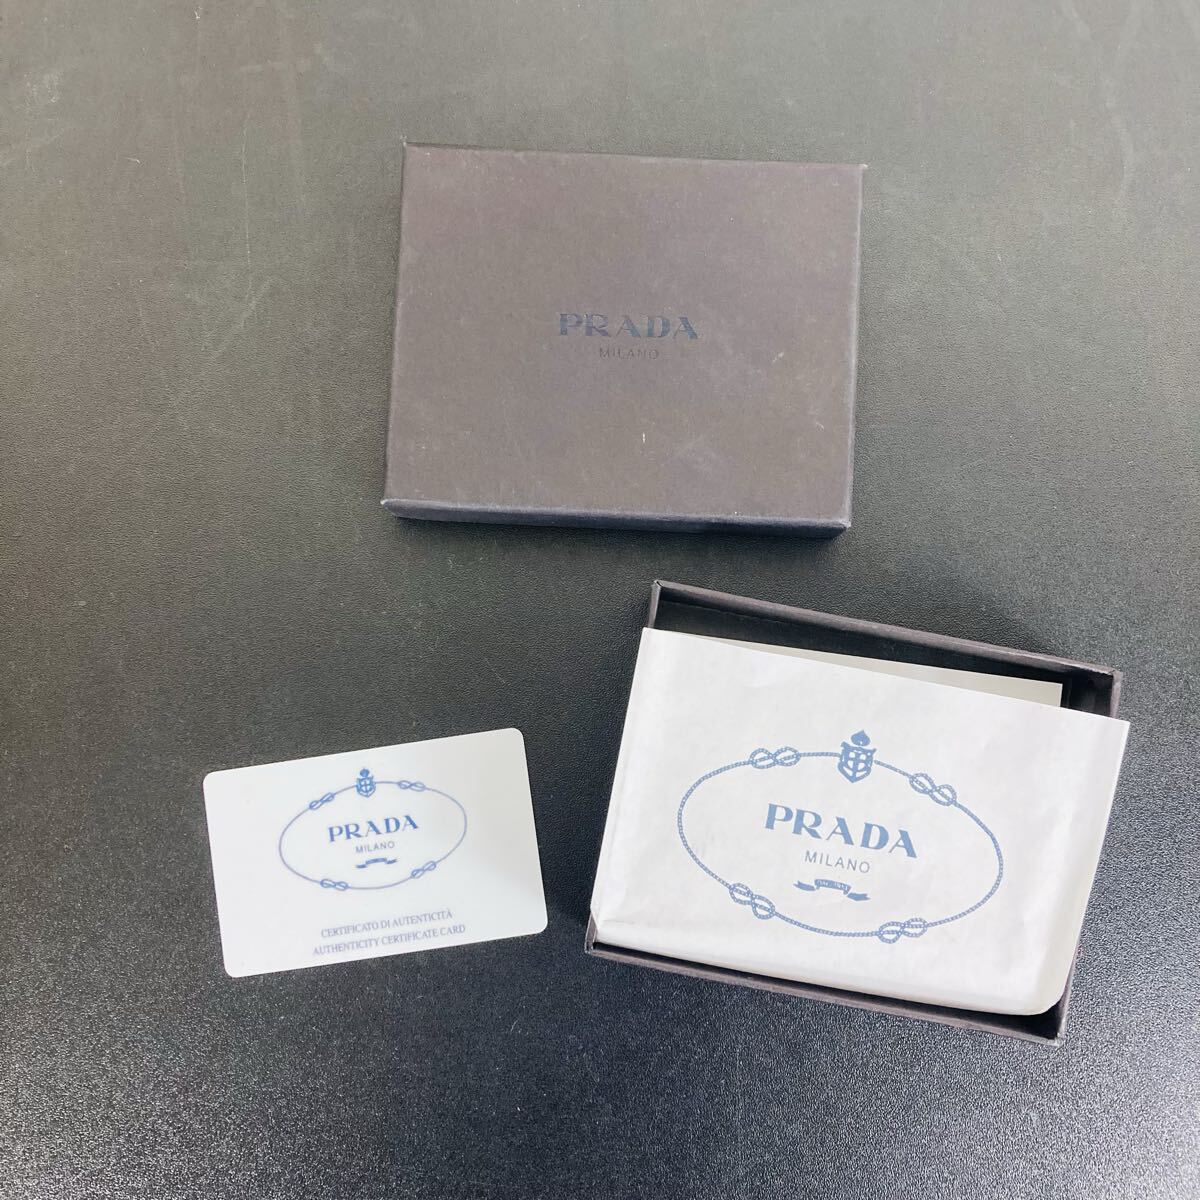 PRADA
MILANO
PRADA
MILANO
CERTIFICATO DI AUTENTICITÀ
AUTHENTICITY CERTIFICATE CARD
PRADA
MILANO